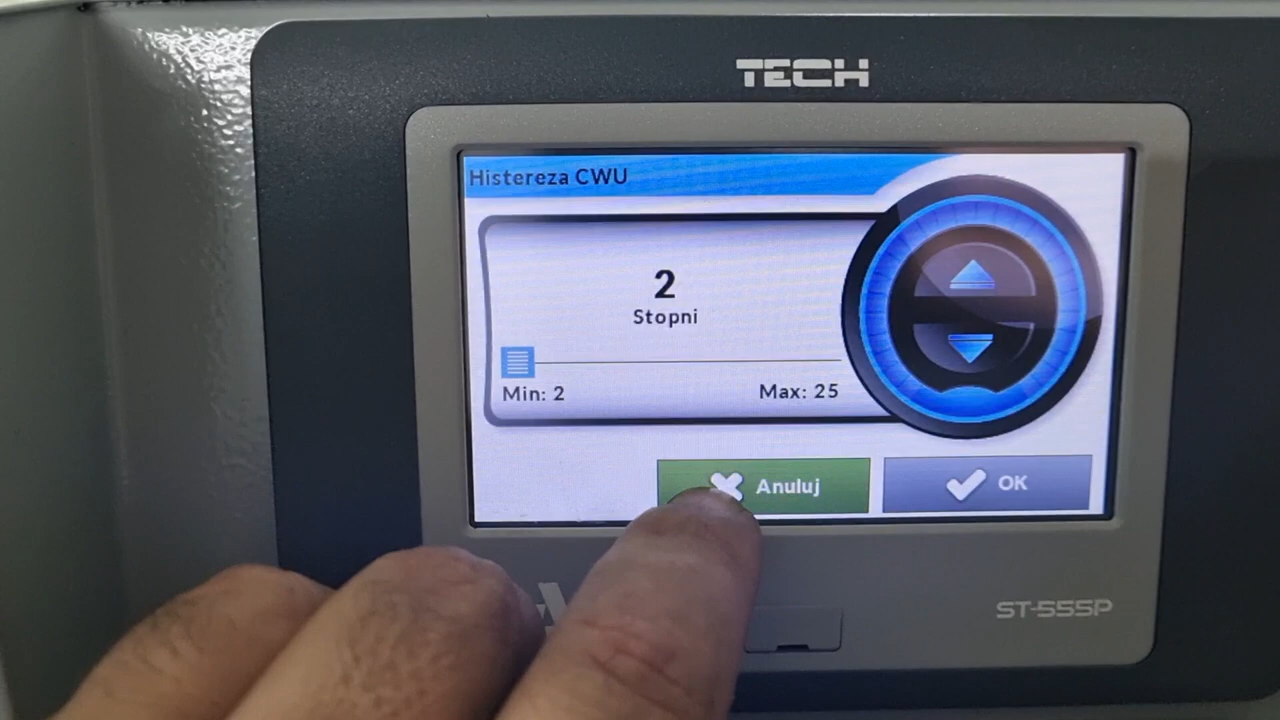 TECH
Histereza CWU
2
Stopni
Min: 2
Max: 25
Anuluj
OK
ST-555P